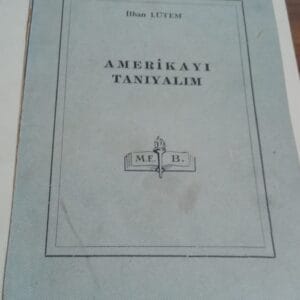 İlhan LÜTEM
AMERİKAYI
TANIYALIM
M.E. B.